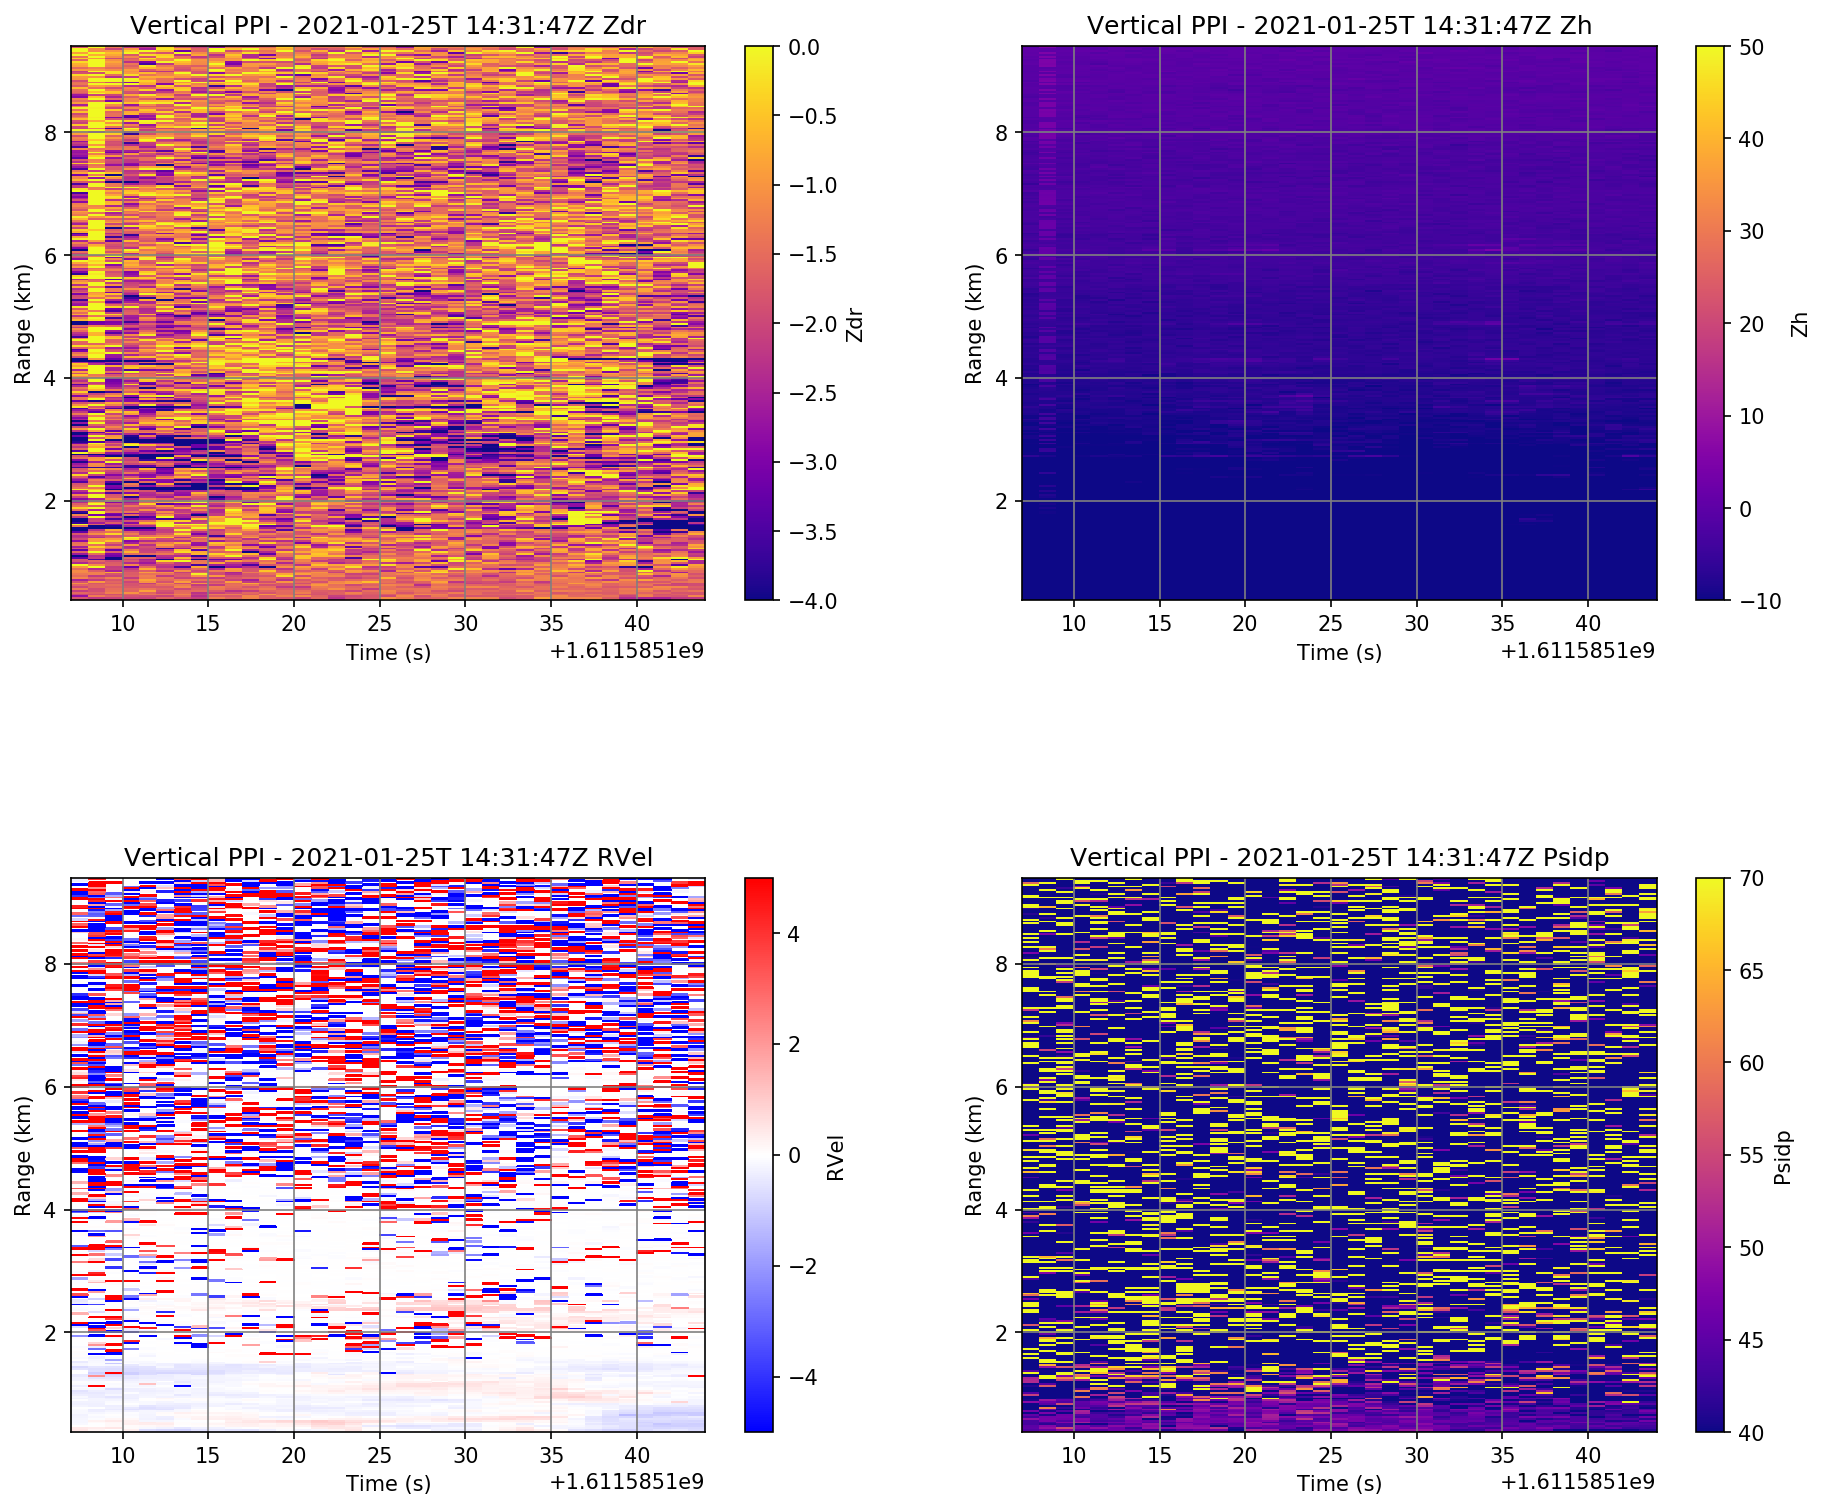 Vertical PPI - 2021-01-25T 14:31:47Z Zdr
Range (km)
8
6
4
2
10 15 20 25 30 35 40
Time (s)
+1.6115851e9
0.0
−0.5
−1.0
−1.5
−2.0
−2.5
−3.0
−3.5
−4.0
Zdr
Vertical PPI - 2021-01-25T 14:31:47Z Zh
Range (km)
8
6
4
2
10 15 20 25 30 35 40
Time (s)
+1.6115851e9
50
40
30
20
10
0
−10
Zh
Vertical PPI - 2021-01-25T 14:31:47Z RVel
Range (km)
8
6
4
2
10 15 20 25 30 35 40
Time (s)
+1.6115851e9
4
2
0
−2
−4
RVel
Vertical PPI - 2021-01-25T 14:31:47Z Psidp
Range (km)
8
6
4
2
10 15 20 25 30 35 40
Time (s)
+1.6115851e9
70
65
60
55
50
45
40
Psidp